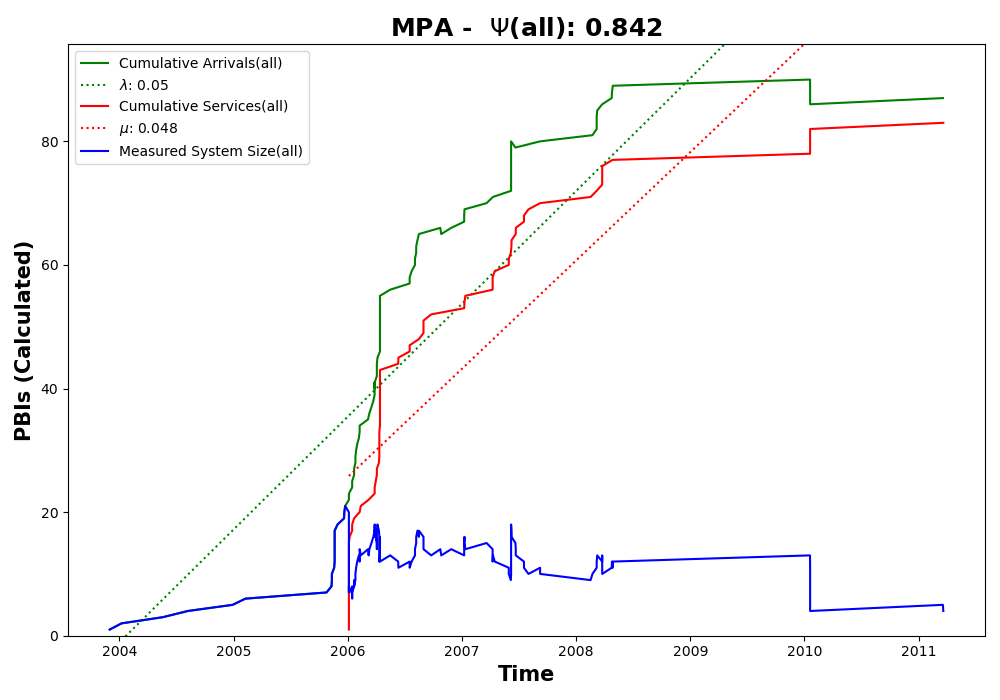 MPA - Ψ(all): 0.842
Cumulative Arrivals(all)
λ: 0.05
Cumulative Services(all)
μ: 0.048
Measured System Size(all)
PBIs (Calculated)
80
60
40
20
0
2004 2005 2006 2007 2008 2009 2010 2011
Time